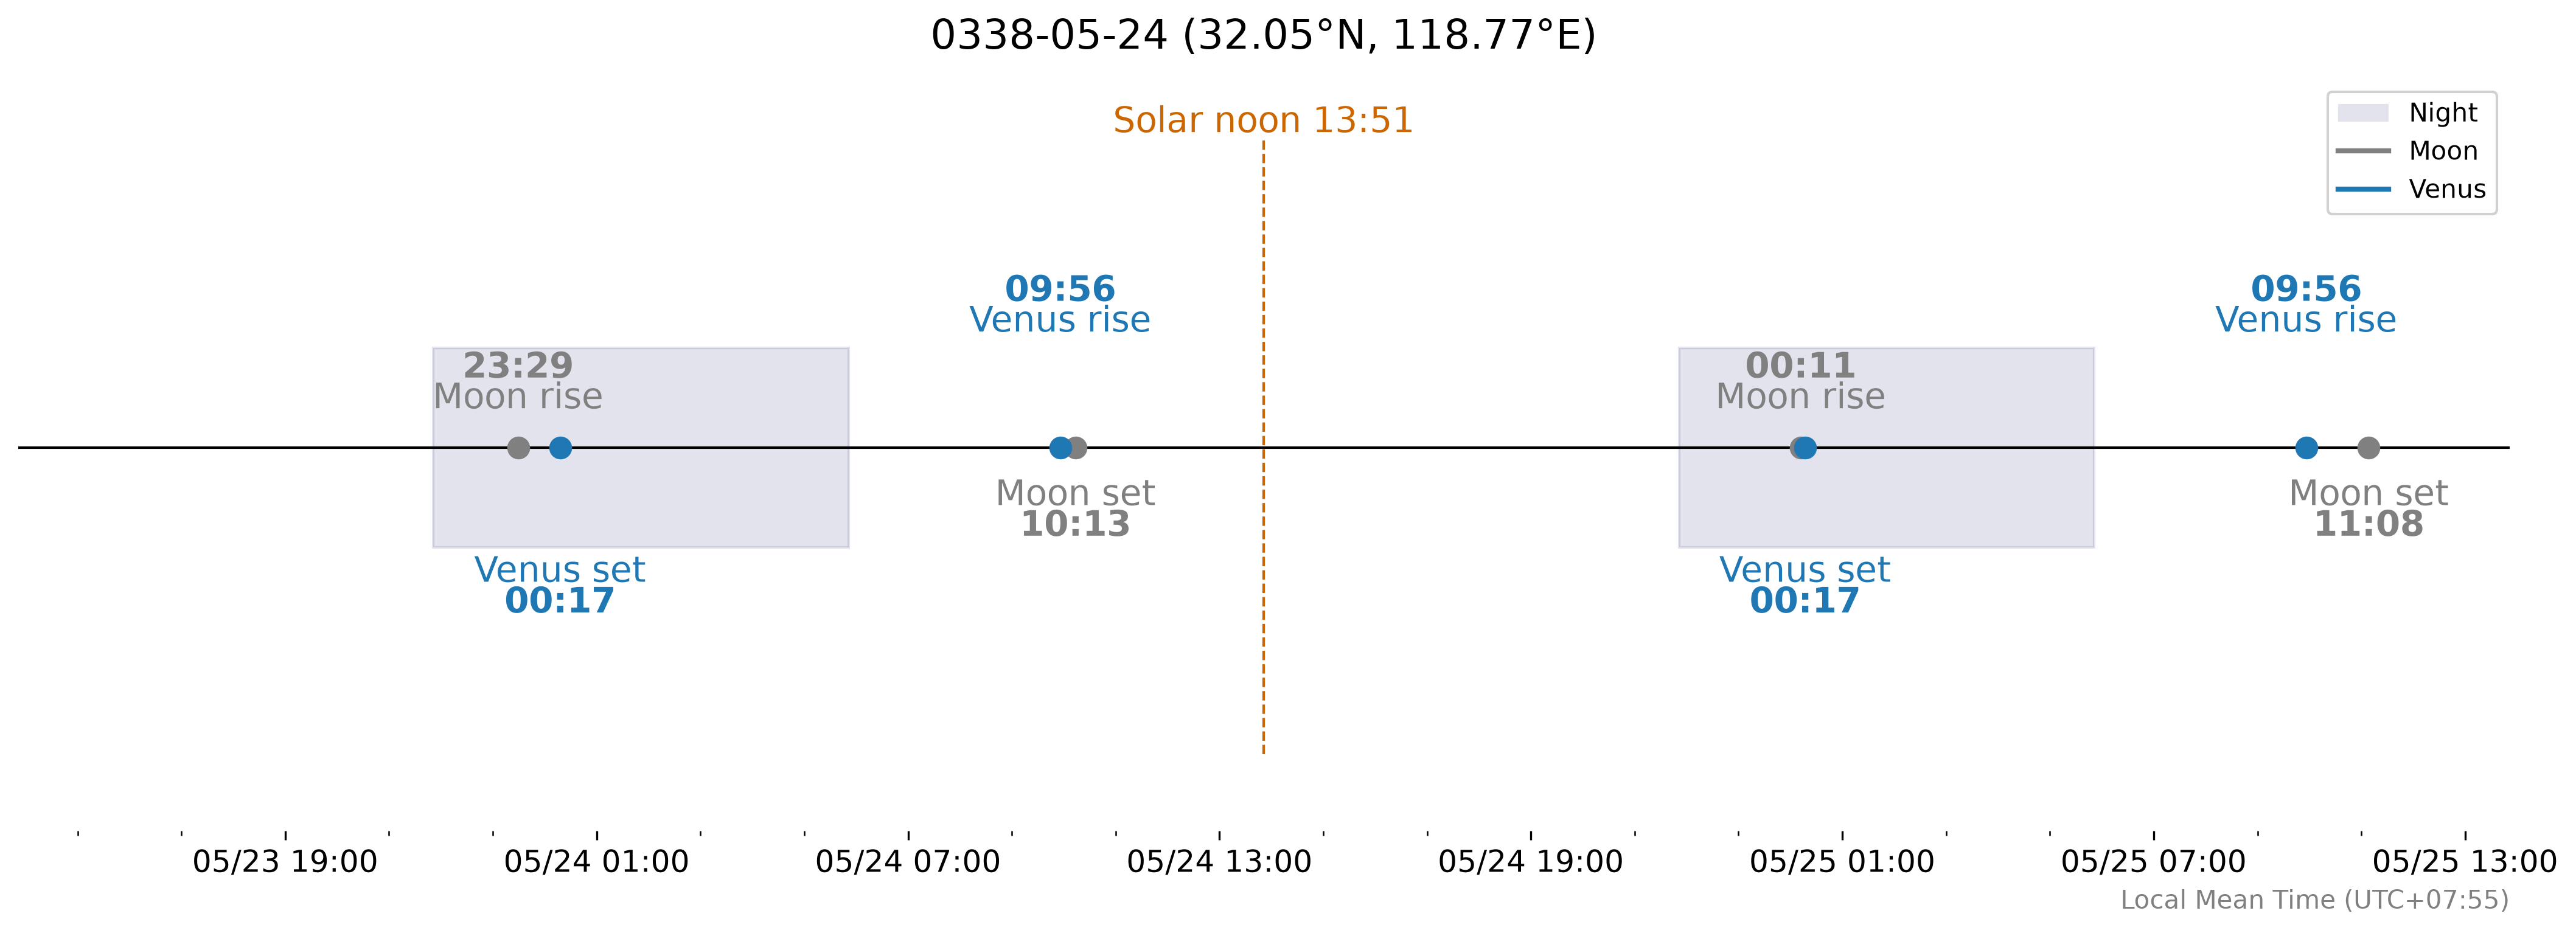 0338-05-24 (32.05°N, 118.77°E)
Solar noon 13:51
Night
Moon
Venus
09:56
Venus rise
09:56
Venus rise
23:29
Moon rise
00:11
Moon rise
Moon set
10:13
Moon set
11:08
Venus set
00:17
Venus set
00:17
05/23 19:00
05/24 01:00
05/24 07:00
05/24 13:00
05/24 19:00
05/25 01:00
05/25 07:00
05/25 13:00
Local Mean Time (UTC+07:55)